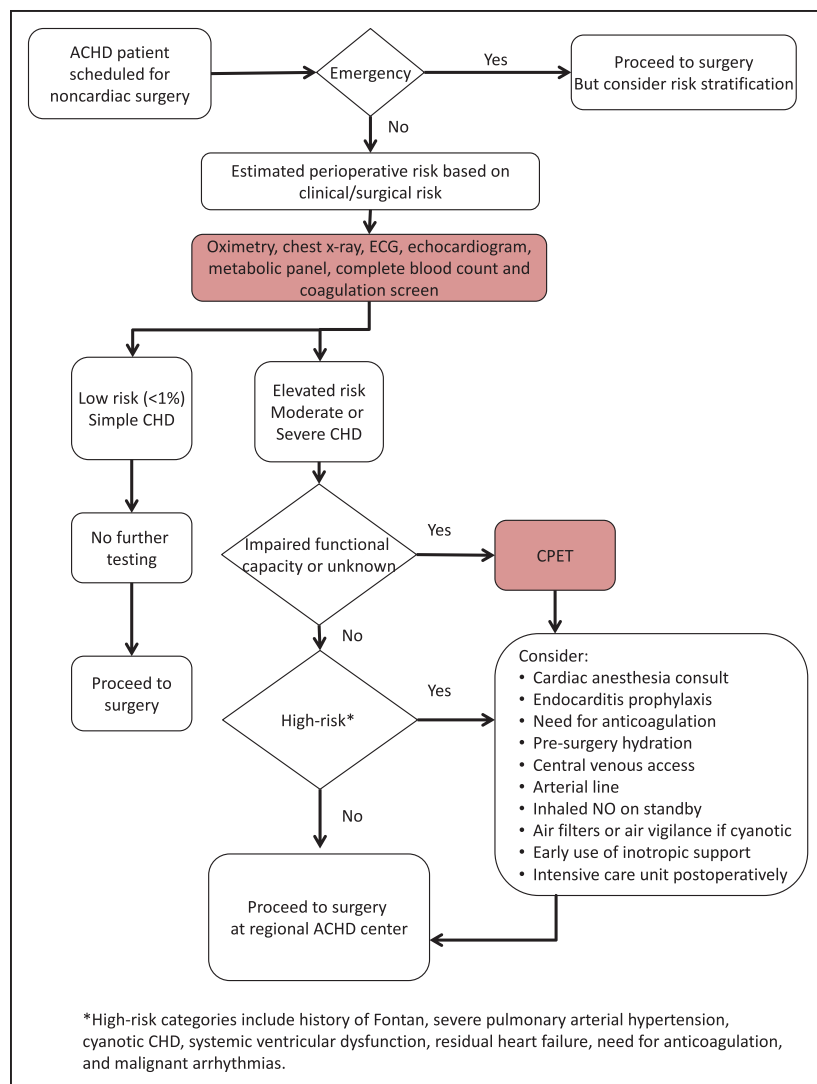 ACHD patient
scheduled for
noncardiac surgery
Emergency
Yes
Proceed to surgery
But consider risk stratification
No
Estimated perioperative risk based on
clinical/surgical risk
Oximetry, chest x-ray, ECG, echocardiogram,
metabolic panel, complete blood count and
coagulation screen
Low risk (<1%)
Simple CHD
Elevated risk
Moderate or
Severe CHD
No further
testing
Impaired functional
capacity or unknown
Yes
CPET
No
Proceed to
surgery
High-risk*
Yes
Consider:
• Cardiac anesthesia consult
• Endocarditis prophylaxis
• Need for anticoagulation
• Pre-surgery hydration
• Central venous access
• Arterial line
• Inhaled NO on standby
• Air filters or air vigilance if cyanotic
• Early use of inotropic support
• Intensive care unit postoperatively
No
Proceed to surgery
at regional ACHD center
*High-risk categories include history of Fontan, severe pulmonary arterial hypertension,
cyanotic CHD, systemic ventricular dysfunction, residual heart failure, need for anticoagulation,
and malignant arrhythmias.